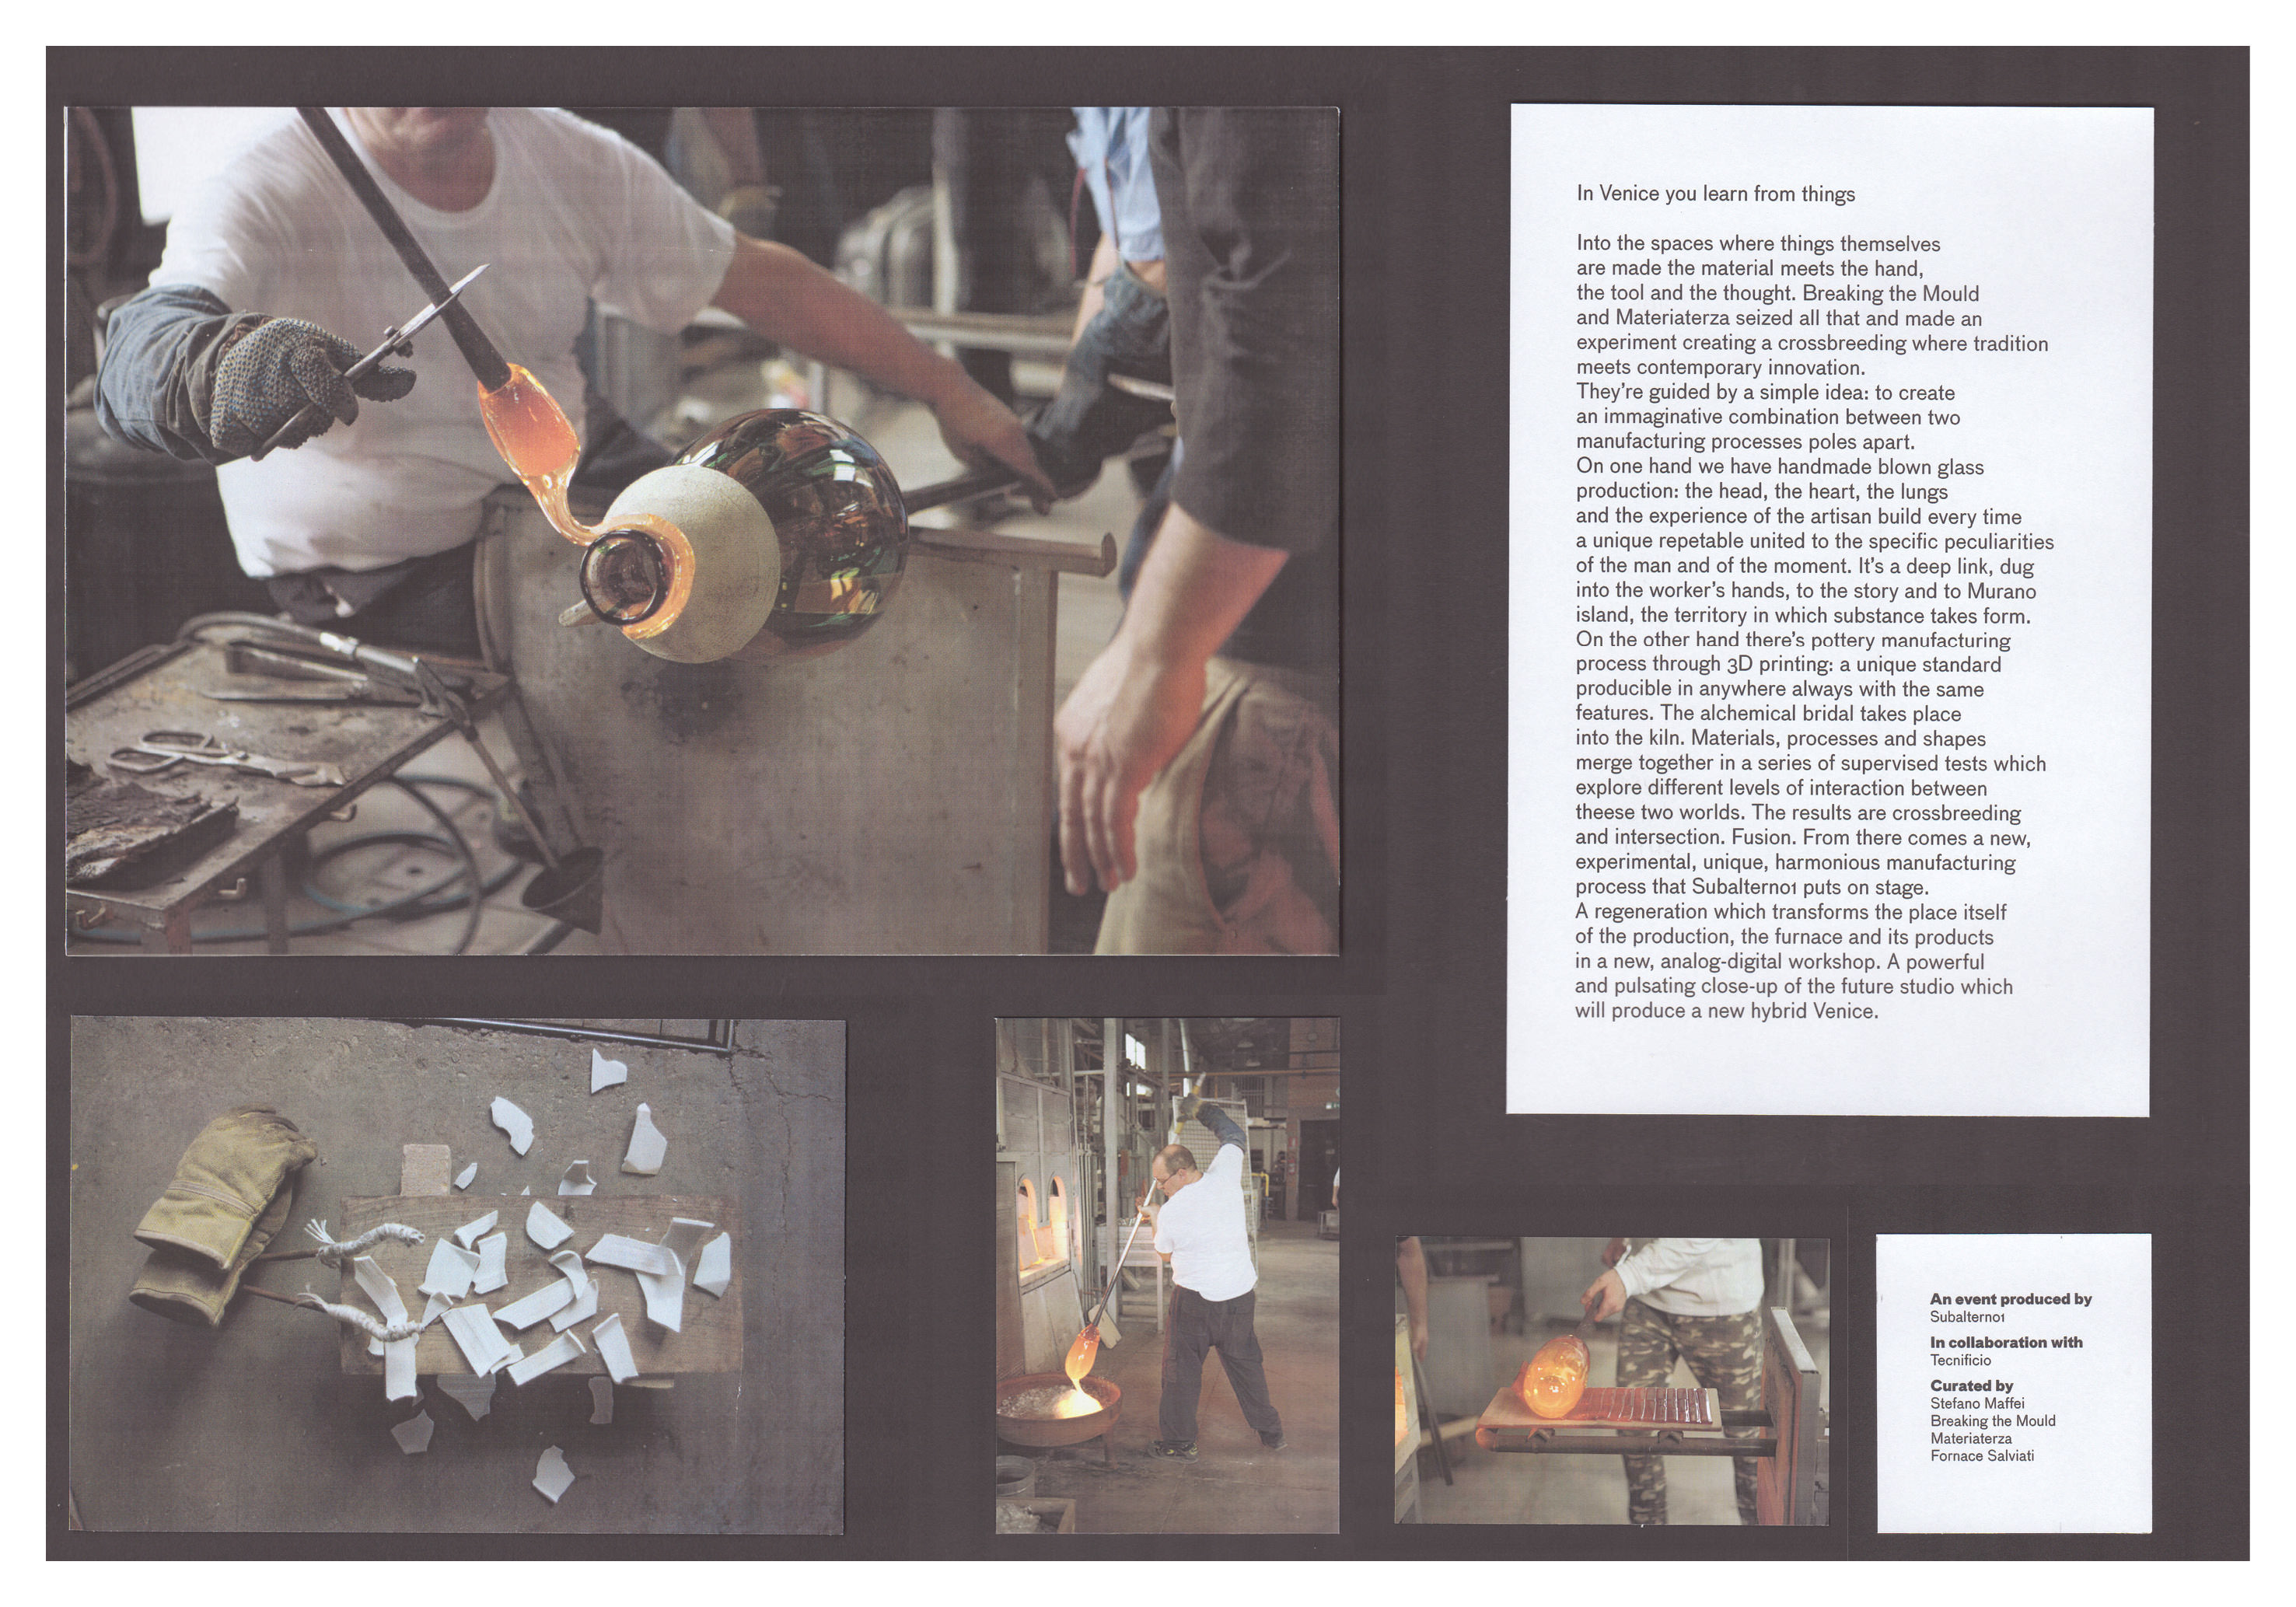 In Venice you learn from things
Into the spaces where things themselves
are made the material meets the hand,
the tool and the thought. Breaking the Mould
and Materiaterza seized all that and made an
experiment creating a crossbreeding where tradition
meets contemporary innovation.
They're guided by a simple idea: to create
an immaginative combination between two
manufacturing processes poles apart.
On one hand we have handmade blown glass
production: the head, the heart, the lungs
and the experience of the artisan build every time
a unique repetable united to the specific peculiarities
of the man and of the moment. It's a deep link, dug
into the worker's hands, to the story and to Murano
island, the territory in which substance takes form.
On the other hand there's pottery manufacturing
process through 3D printing: a unique standard
producible in anywhere always with the same
features. The alchemical bridal takes place
into the kiln. Materials, processes and shapes
merge together in a series of supervised tests which
explore different levels of interaction between
theese two worlds. The results are crossbreeding
and intersection. Fusion. From there comes a new,
experimental, unique, harmonious manufacturing
process that Subalterno1 puts on stage.
A regeneration which transforms the place itself
of the production, the furnace and its products
in a new, analog-digital workshop. A powerful
and pulsating close-up of the future studio which
will produce a new hybrid Venice.
An event produced by
Subalterno1
In collaboration with
Tecnificio
Curated by
Stefano Maffei
Breaking the Mould
Materiaterza
Fornace Salviati